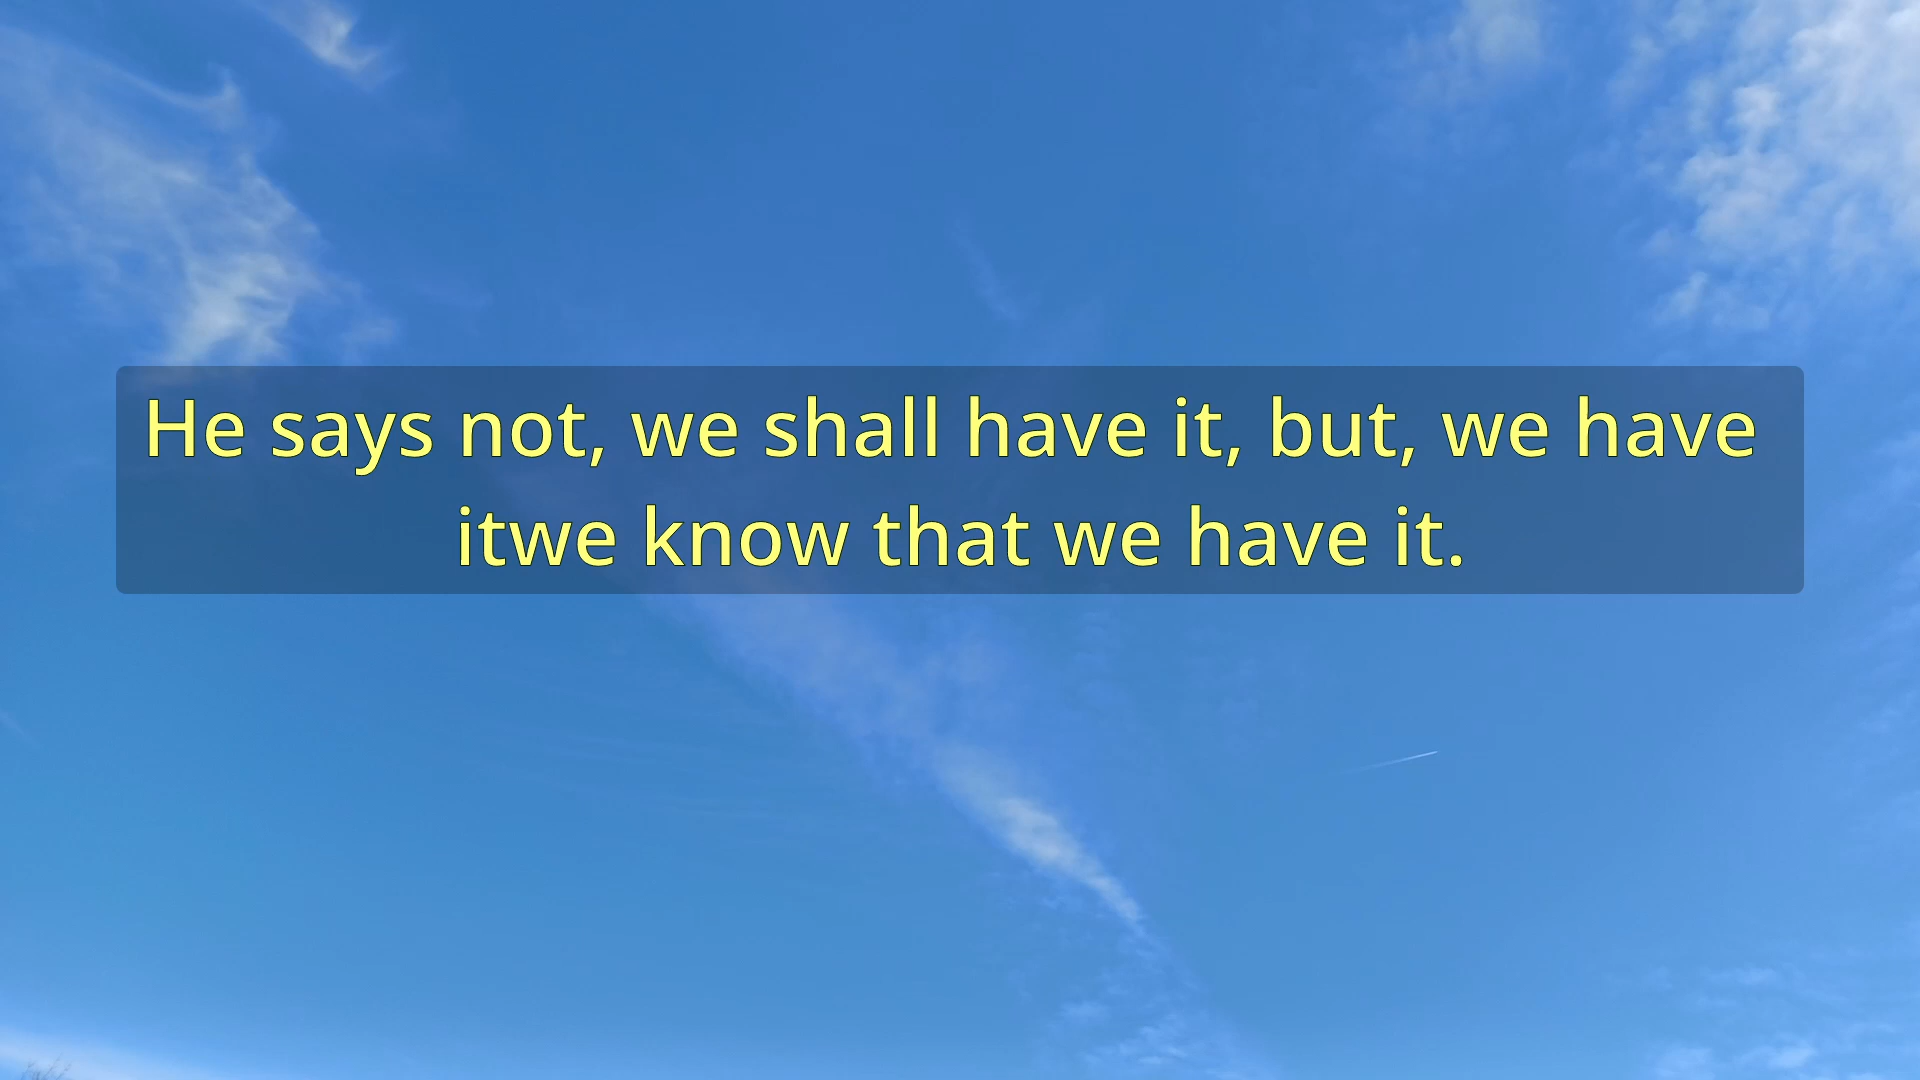 He says not, we shall have it, but, we have
itwe know that we have it.